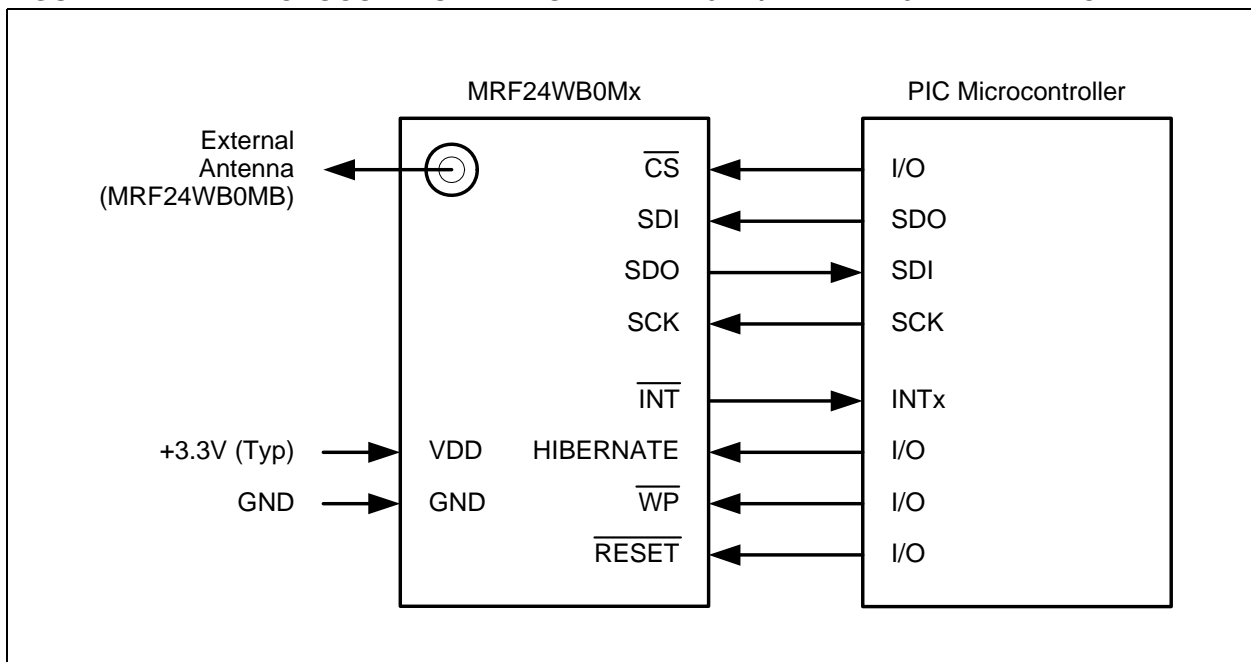 MRF24WB0Mx
PIC Microcontroller
External
Antenna
(MRF24WB0MB)
CS
I/O
SDI
SDO
SDO
SDI
SCK
SCK
INT
INTx
+3.3V (Typ)
VDD
HIBERNATE
I/O
GND
GND
WP
I/O
RESET
I/O